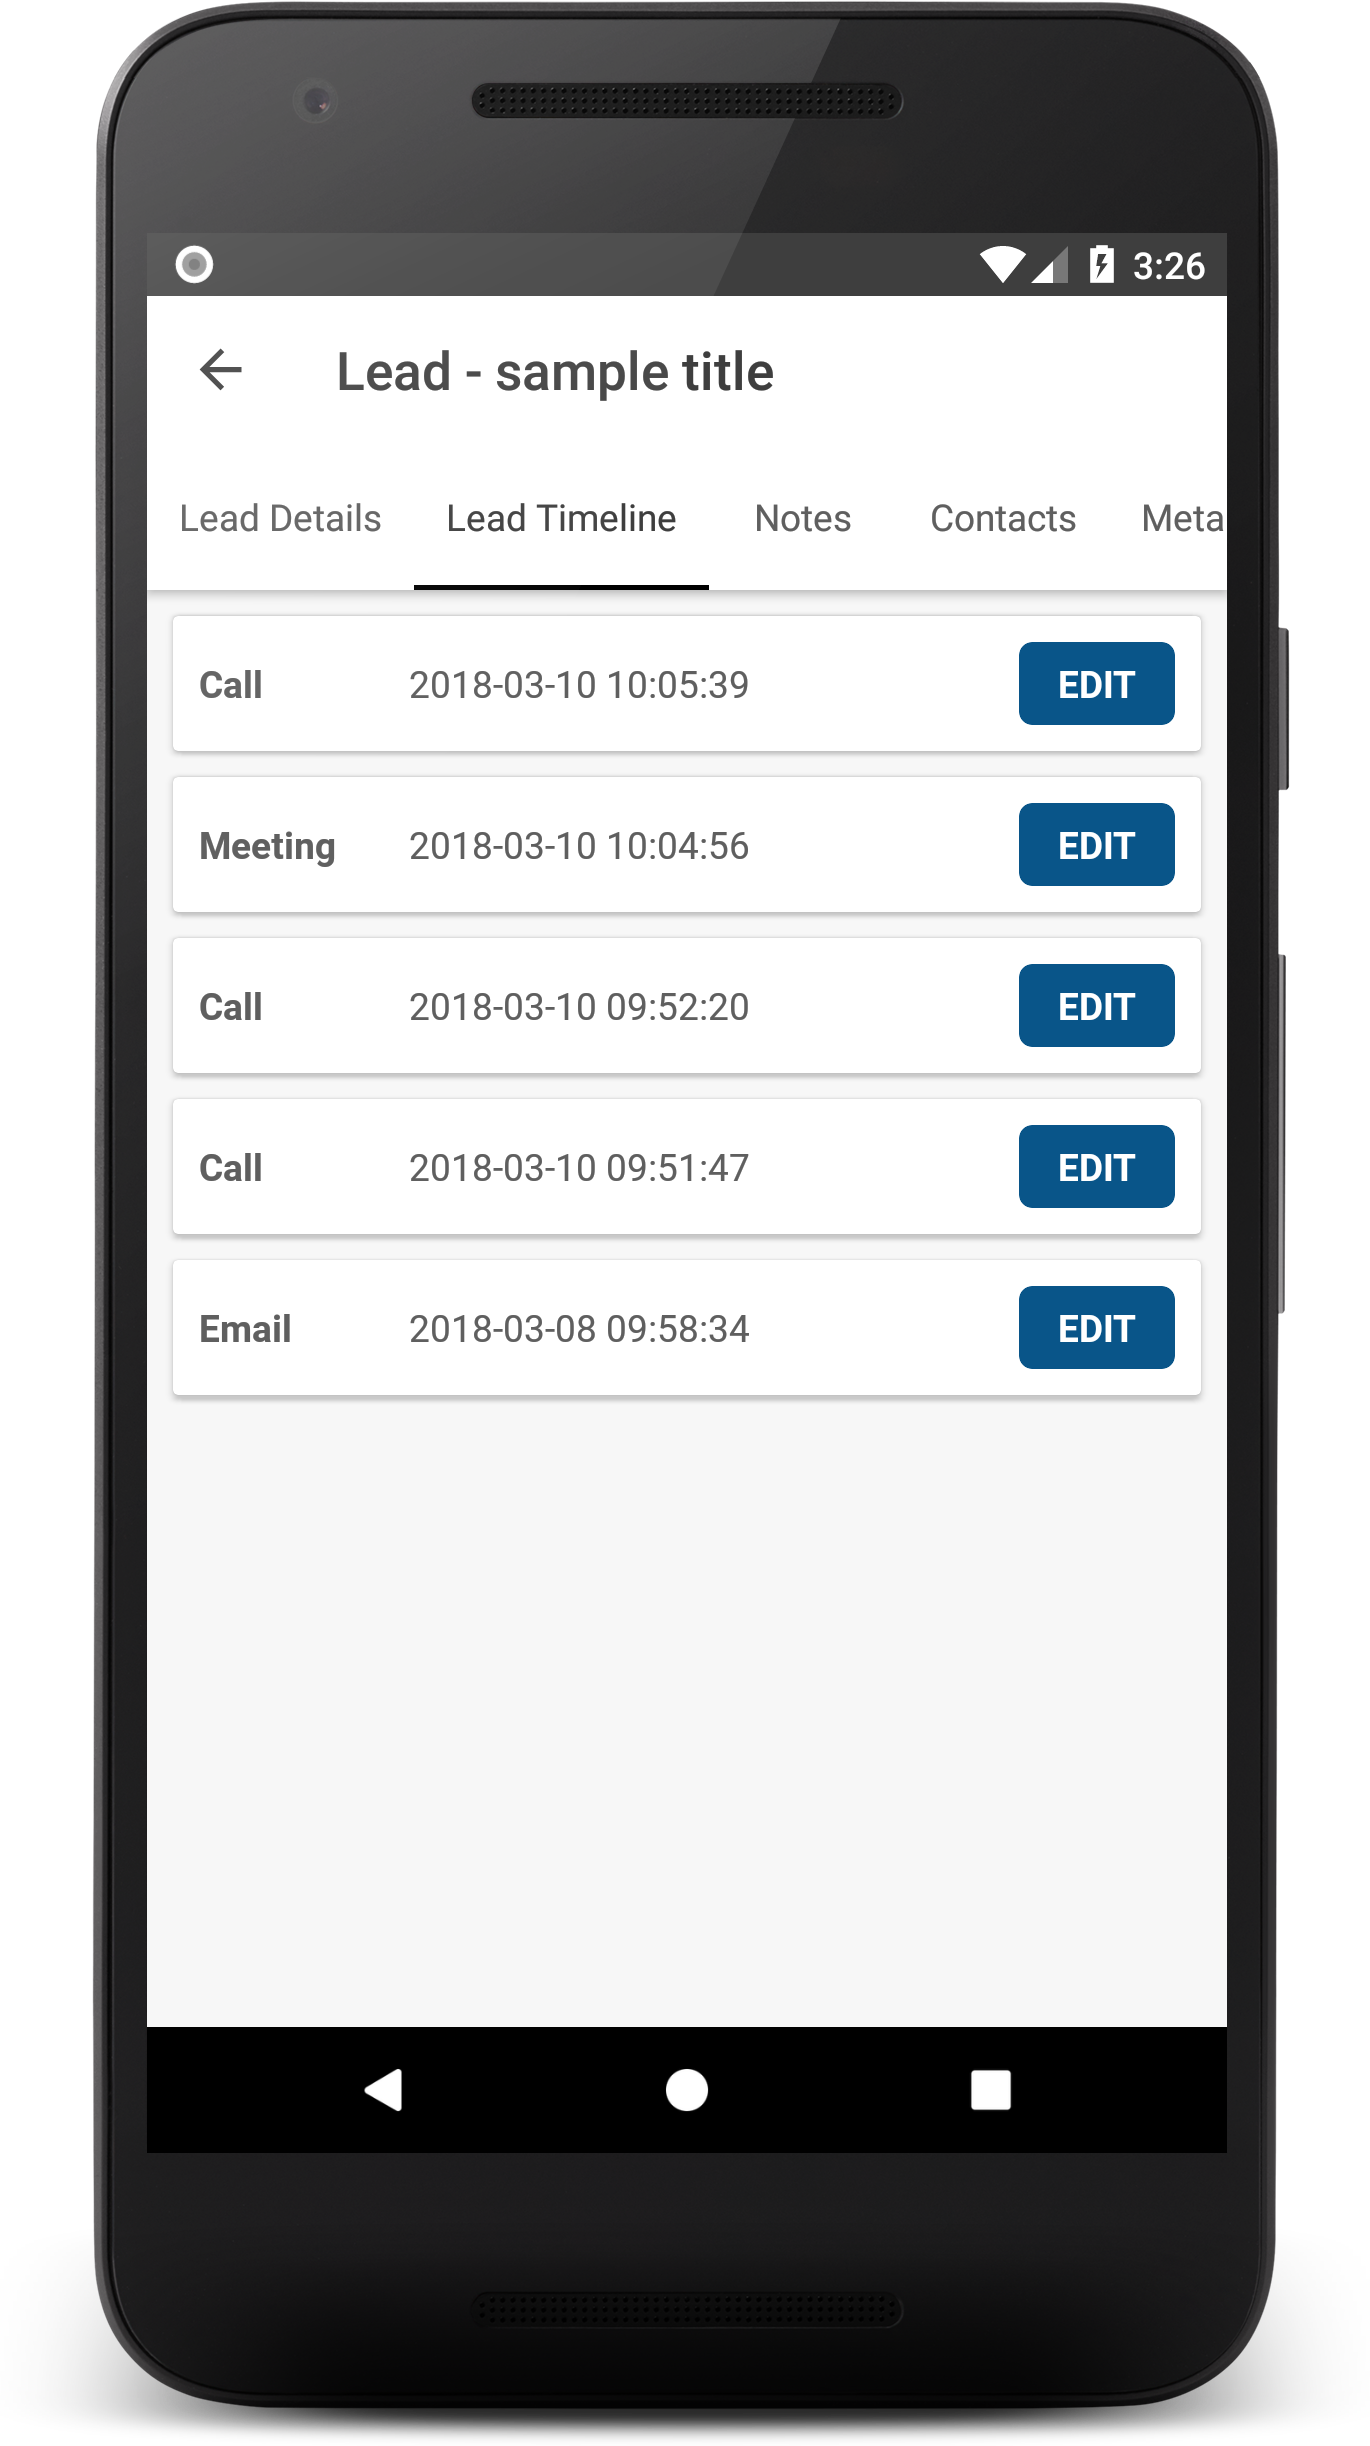 3:26
Lead - sample title
Lead Details Lead Timeline Notes Contacts Meta
Call 2018-03-10 10:05:39 EDIT
Meeting 2018-03-10 10:04:56 EDIT
Call 2018-03-10 09:52:20 EDIT
Call 2018-03-10 09:51:47 EDIT
Email 2018-03-08 09:58:34 EDIT